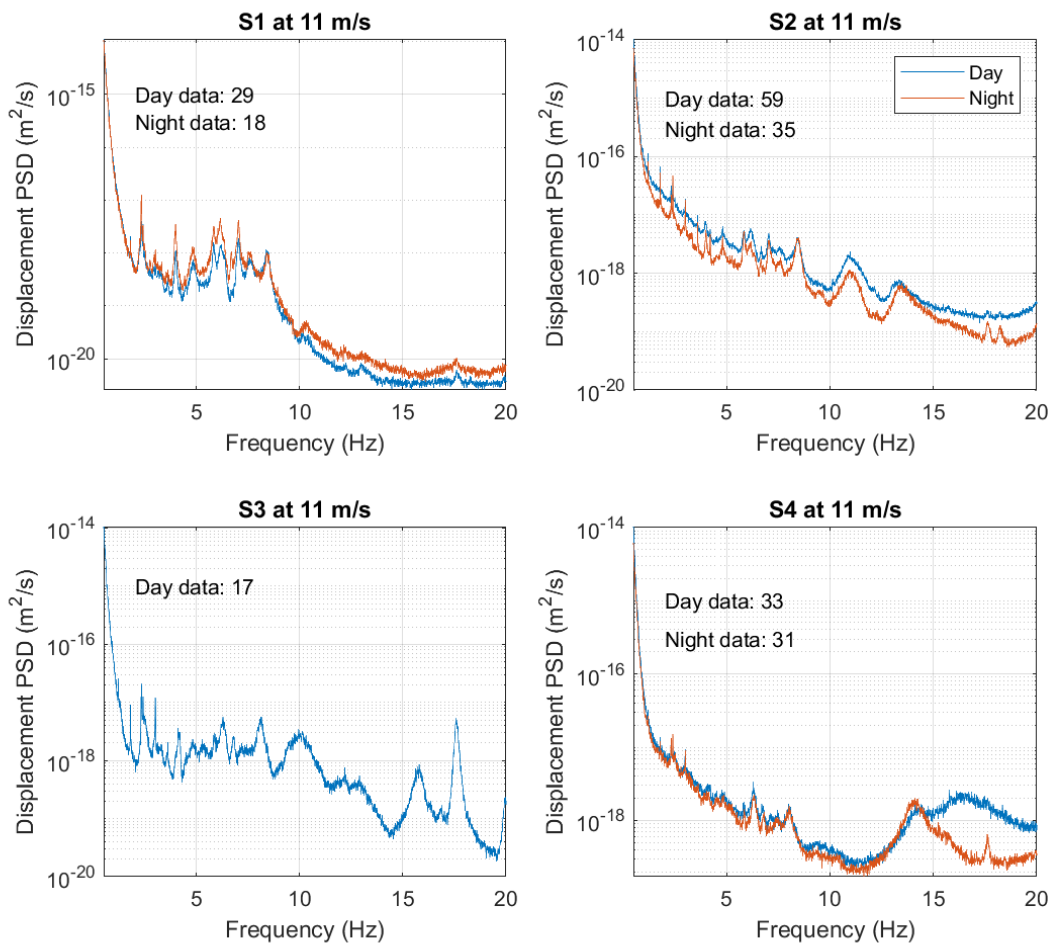 S1 at 11 m/s
Displacement PSD (m²/s)
10⁻¹⁵
10⁻²⁰
Day data: 29
Night data: 18
5 10 15 20
Frequency (Hz)
S2 at 11 m/s
Displacement PSD (m²/s)
10⁻¹⁴
10⁻¹⁶
10⁻¹⁸
10⁻²⁰
Day data: 59
Night data: 35
Day
Night
5 10 15 20
Frequency (Hz)
S3 at 11 m/s
Displacement PSD (m²/s)
10⁻¹⁴
10⁻¹⁶
10⁻¹⁸
10⁻²⁰
Day data: 17
5 10 15 20
Frequency (Hz)
S4 at 11 m/s
Displacement PSD (m²/s)
10⁻¹⁴
10⁻¹⁶
10⁻¹⁸
Day data: 33
Night data: 31
5 10 15 20
Frequency (Hz)